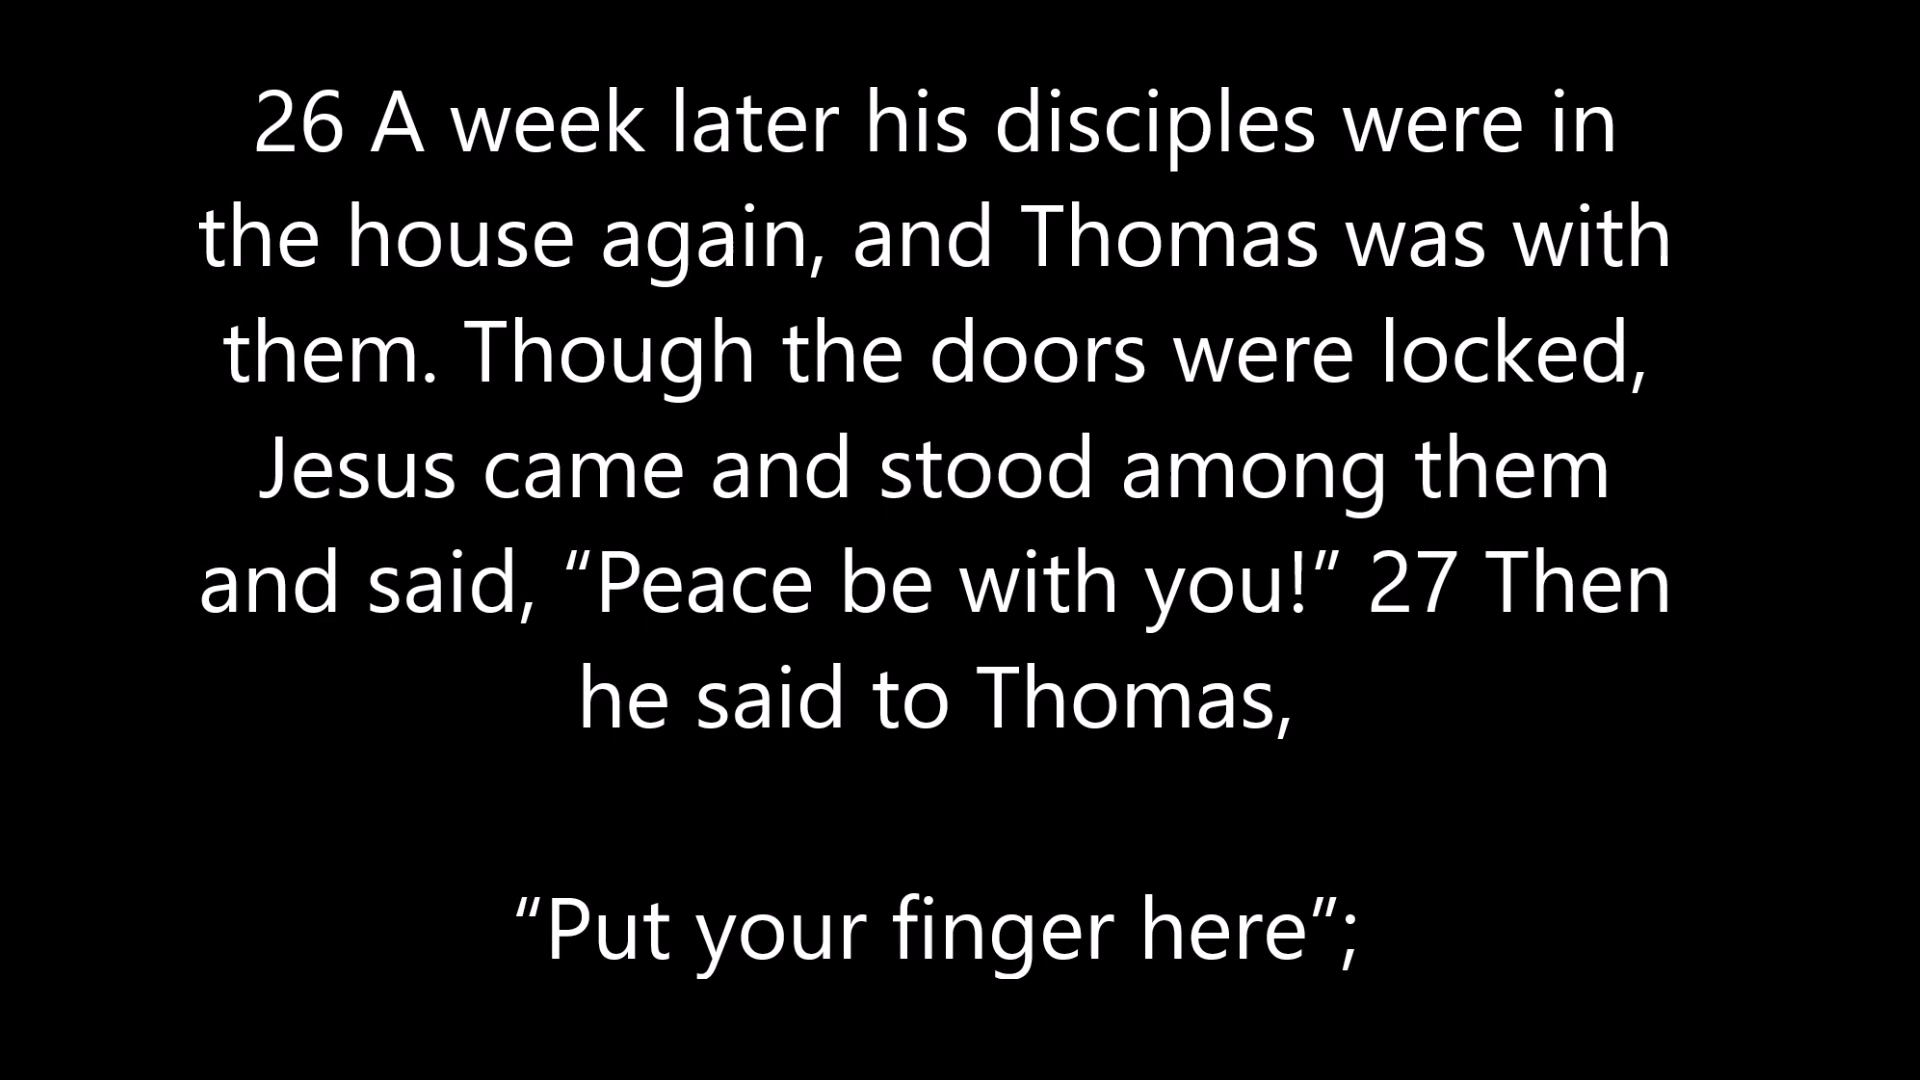 26 A week later his disciples were in
the house again, and Thomas was with
them. Though the doors were locked,
Jesus came and stood among them
and said, “Peace be with you!” 27 Then
he said to Thomas,
“Put your finger here”;